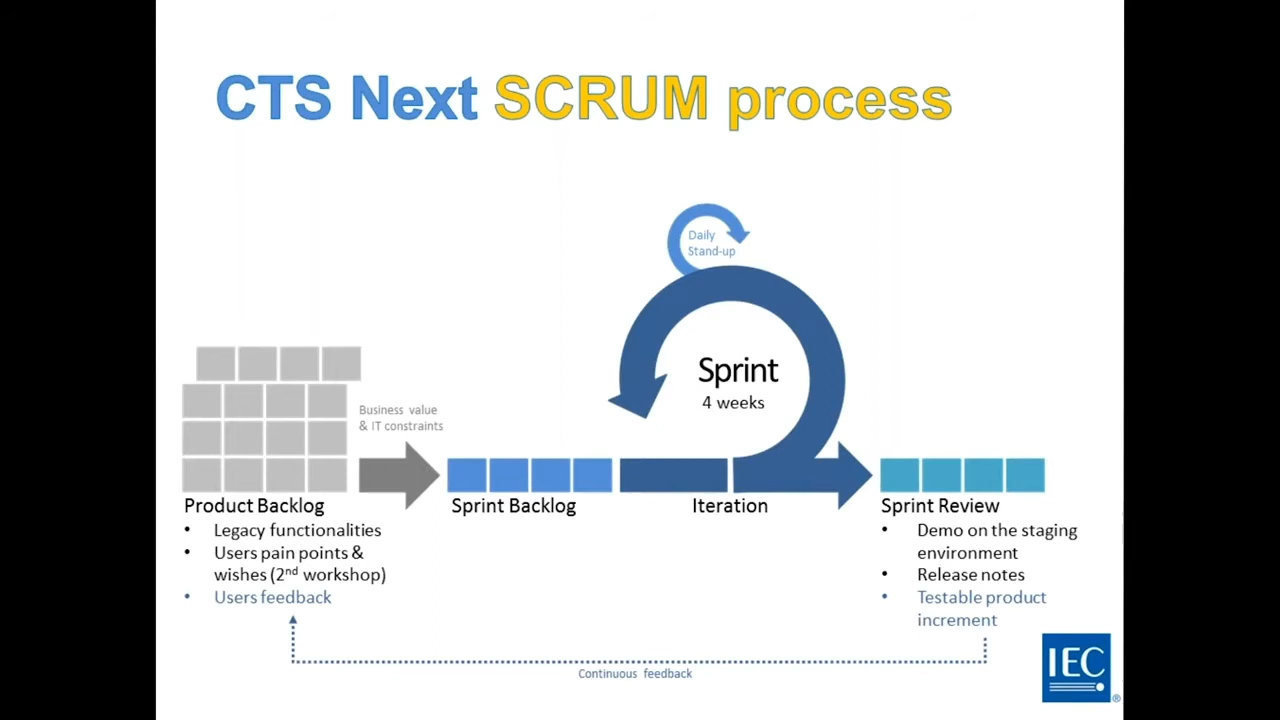 CTS Next SCRUM process
Daily
Stand-up
Sprint
4 weeks
Business value
& IT constraints
Product Backlog
• Legacy functionalities
• Users pain points &
wishes (2nd workshop)
• Users feedback
Sprint Backlog
Iteration
Sprint Review
• Demo on the staging
environment
• Release notes
• Testable product
increment
Continuous feedback
IEC
®